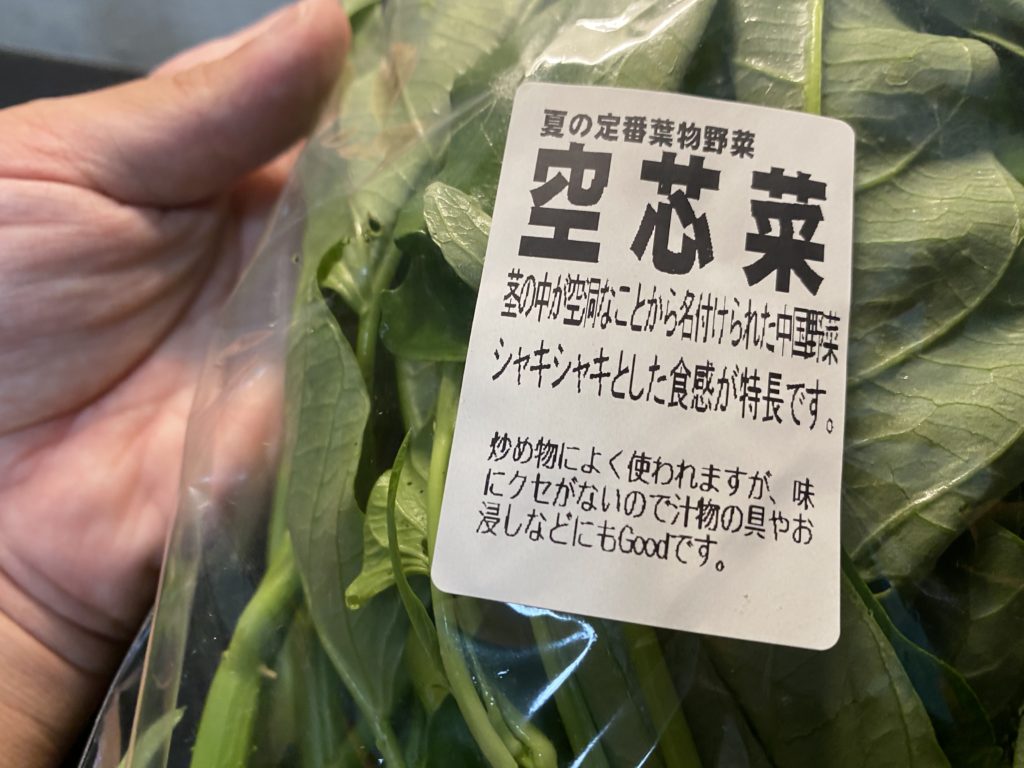 夏の定番葉物野菜
空芯菜
茎の中が空洞なことから名付けられた中国野菜
シャキシャキとした食感が特長です。
炒め物によく使われますが、味
にクセがないので汁物の具やお
浸しなどにもGoodです。